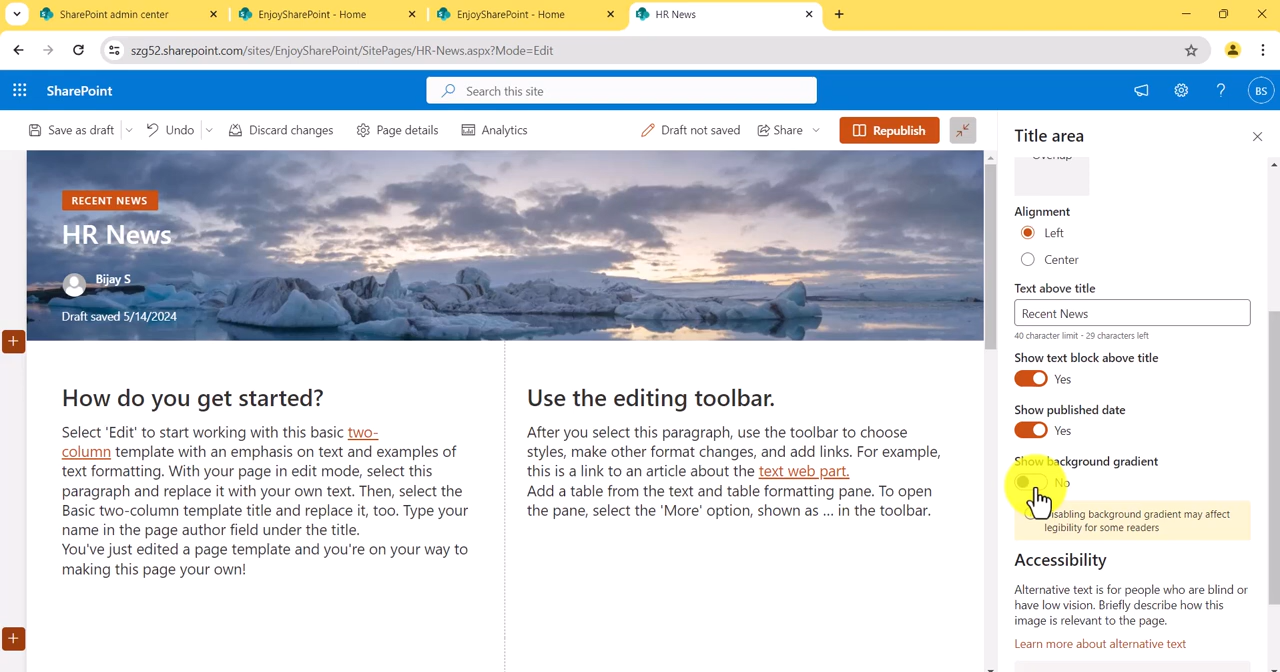 SharePoint admin center
EnjoySharePoint - Home
EnjoySharePoint - Home
HR News
szg52.sharepoint.com/sites/EnjoySharePoint/SitePages/HR-News.aspx?Mode=Edit
SharePoint
Search this site
BS
Save as draft
Undo
Discard changes
Page details
Analytics
Draft not saved
Share
Republish
RECENT NEWS
HR News
Bijay S
Draft saved 5/14/2024
How do you get started?
Select 'Edit' to start working with this basic two-
column template with an emphasis on text and examples of
text formatting. With your page in edit mode, select this
paragraph and replace it with your own text. Then, select the
Basic two-column template title and replace it, too. Type your
name in the page author field under the title.
You've just edited a page template and you're on your way to
making this page your own!
Use the editing toolbar.
After you select this paragraph, use the toolbar to choose
styles, make other format changes, and add links. For example,
this is a link to an article about the text web part.
Add a table from the text and table formatting pane. To open
the pane, select the 'More' option, shown as ... in the toolbar.
Title area
Overlap
Alignment
Left
Center
Text above title
Recent News
40 character limit - 29 characters left
Show text block above title
Yes
Show published date
Yes
Show background gradient
No
isabling background gradient may affect
legibility for some readers
Accessibility
Alternative text is for people who are blind or
have low vision. Briefly describe how this
image is relevant to the page.
Learn more about alternative text